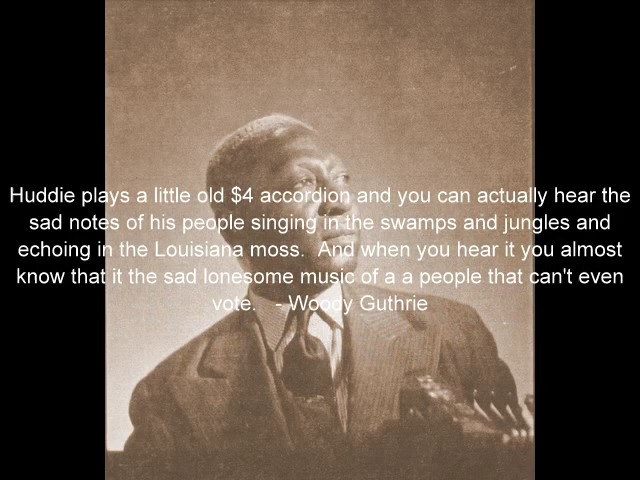 Huddie plays a little old $4 accordion and you can actually hear the
sad notes of his people singing in the swamps and jungles and
echoing in the Louisiana moss.  And when you hear it you almost
know that it the sad lonesome music of a a people that can't even
vote.   - Woody Guthrie